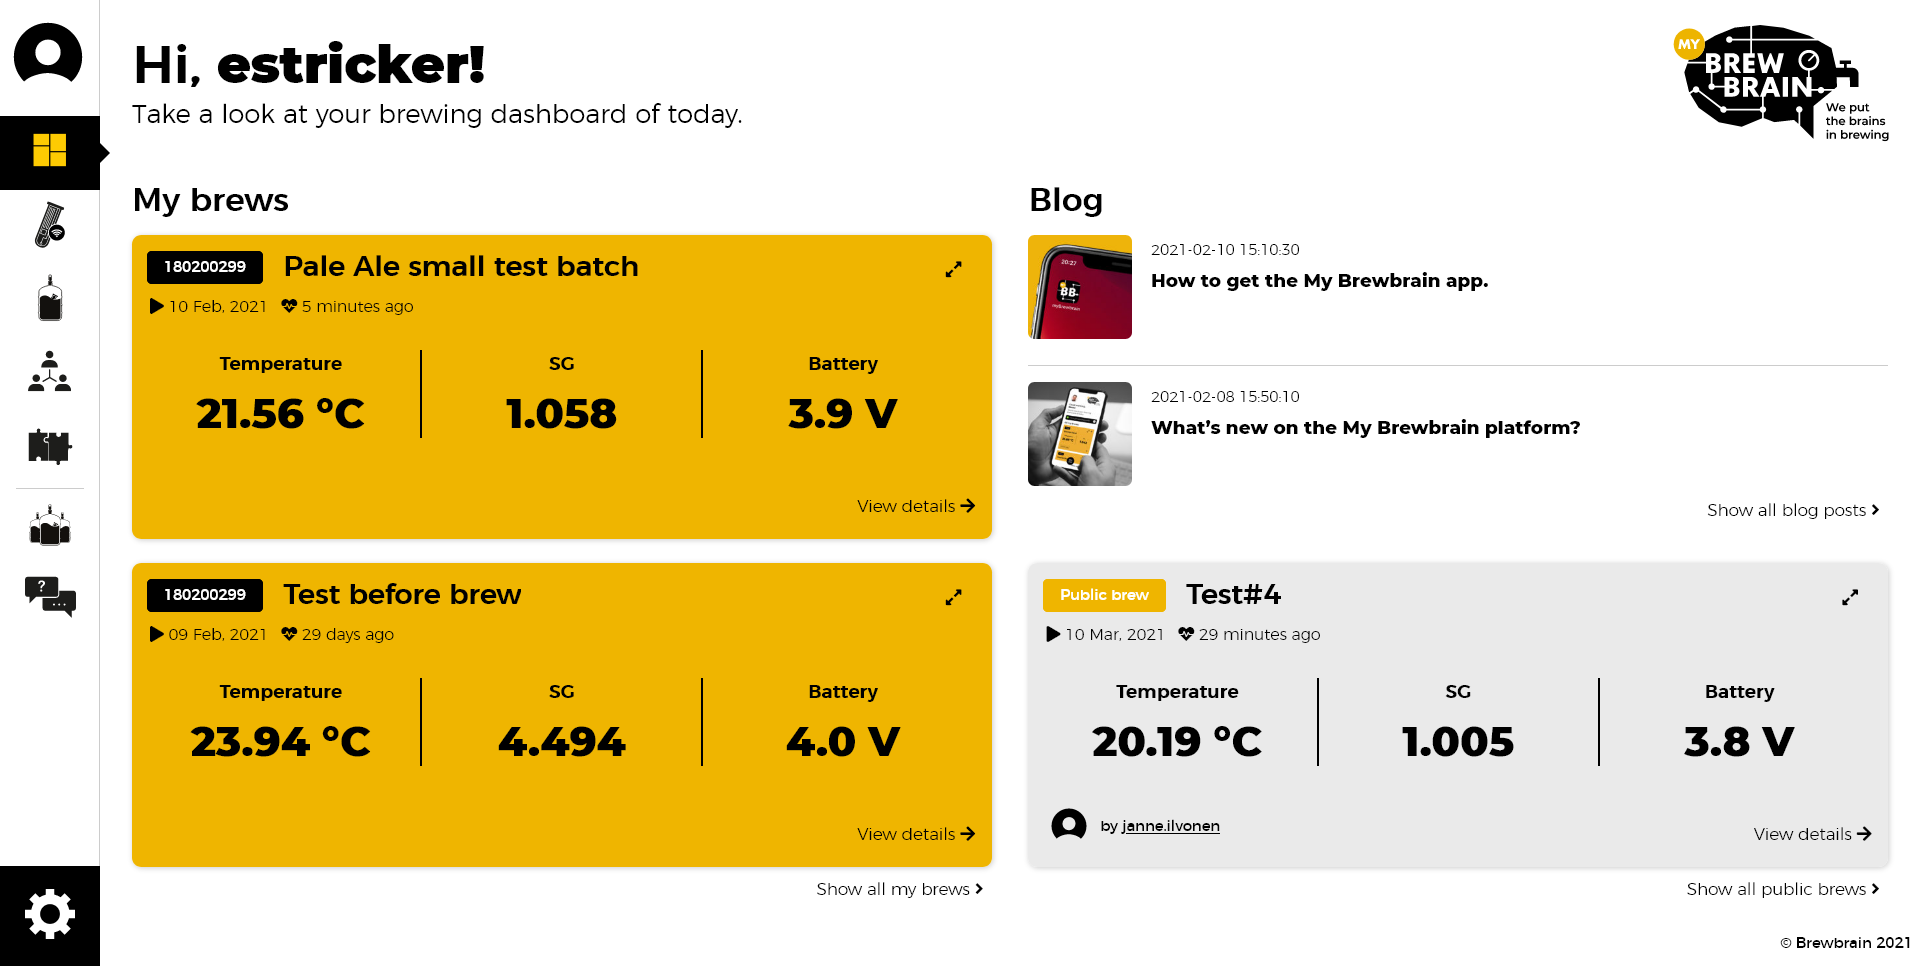 Hi, estricker!
Take a look at your brewing dashboard of today.
MY
BREW
BRAIN
We put
the brains
in brewing
My brews
180200299 Pale Ale small test batch
10 Feb, 2021 5 minutes ago
Temperature SG Battery
21.56 °C 1.058 3.9 V
View details
180200299 Test before brew
09 Feb, 2021 29 days ago
Temperature SG Battery
23.94 °C 4.494 4.0 V
View details
Show all my brews
Blog
20:27
BB
myBrewbrain
2021-02-10 15:10:30
How to get the My Brewbrain app.
2021-02-08 15:50:10
What’s new on the My Brewbrain platform?
Show all blog posts
Public brew Test#4
10 Mar, 2021 29 minutes ago
Temperature SG Battery
20.19 °C 1.005 3.8 V
by janne.ilvonen
View details
Show all public brews
?
© Brewbrain 2021